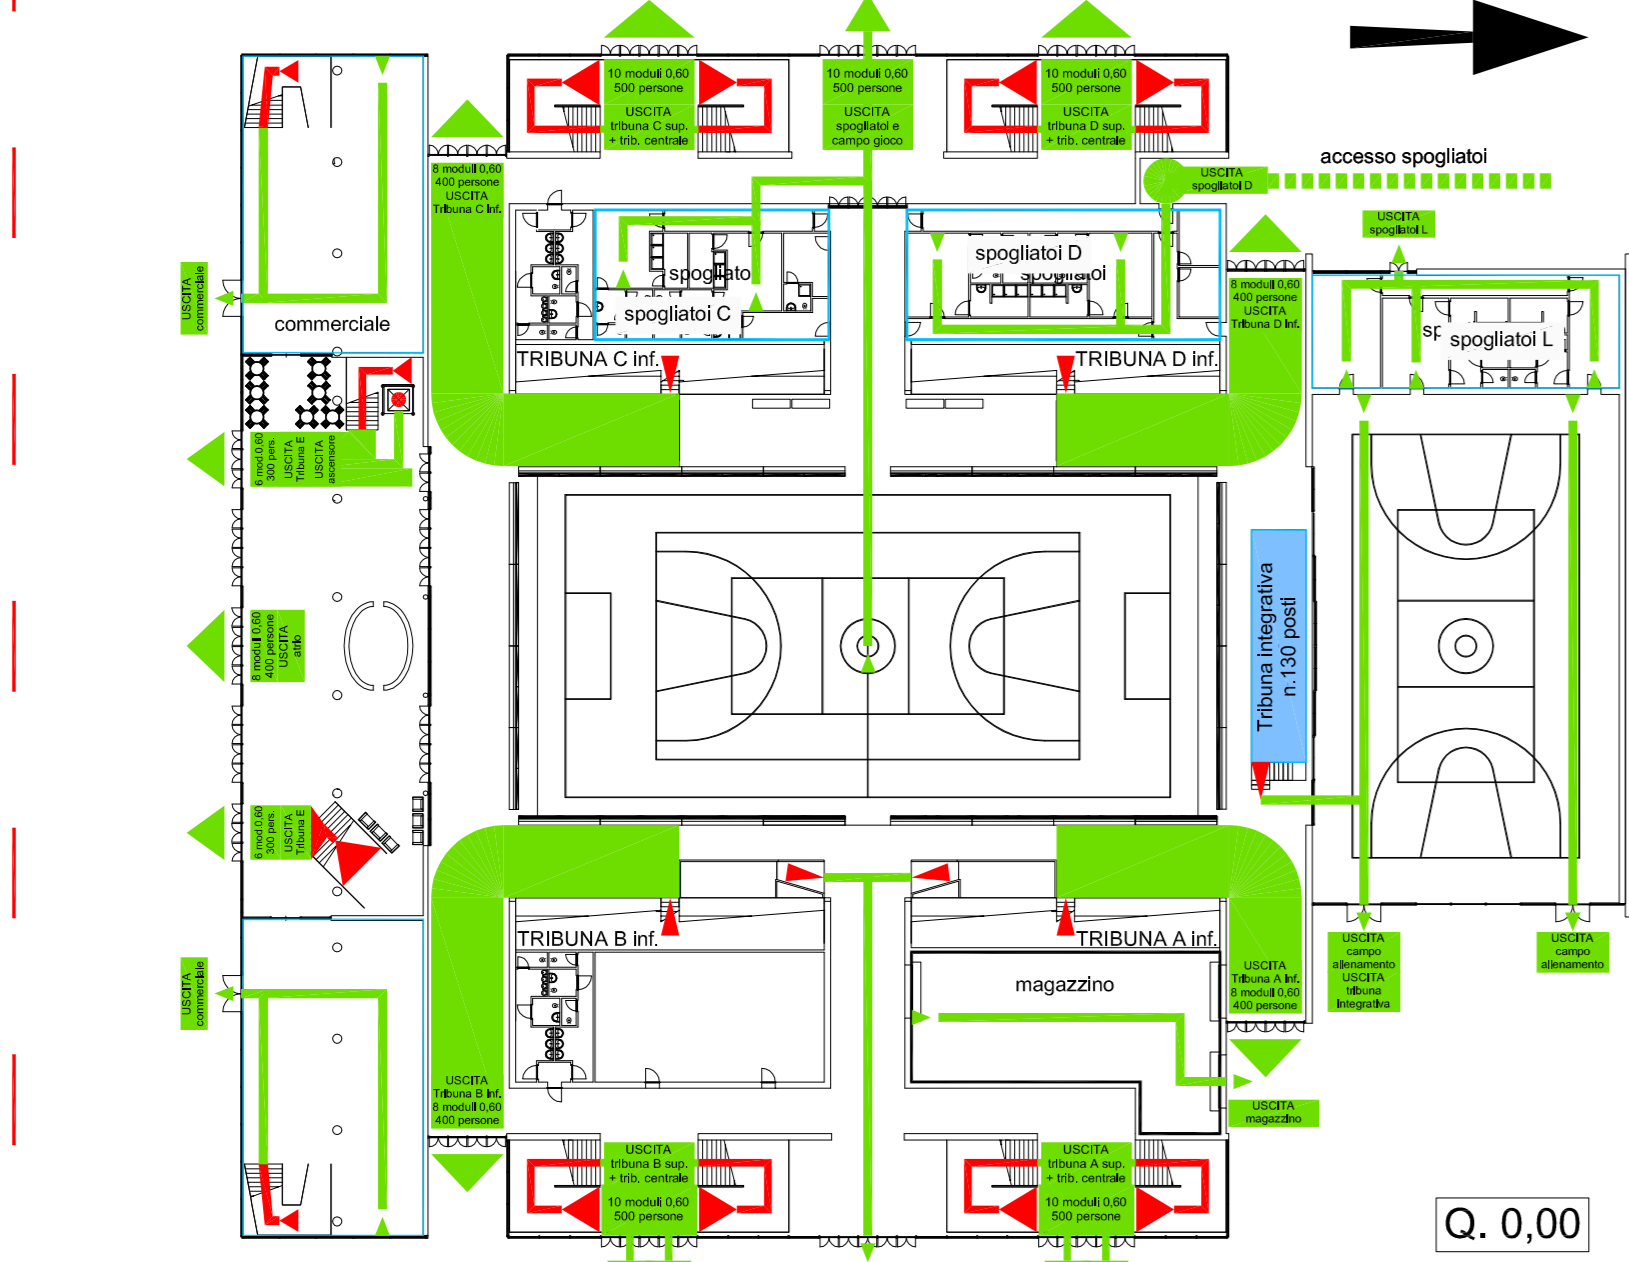 10 moduli 0,60
500 persone
USCITA
tribuna C sup.
+ trib. centrale
10 moduli 0,60
500 persone
USCITA
spogliatoi e
campo gioco
10 moduli 0,60
500 persone
USCITA
tribuna D sup.
+ trib. centrale
accesso spogliatoi
USCITA
spogliatoi D
USCITA
spogliatoi L
8 moduli 0,60
400 persone
USCITA
Tribuna C inf.
8 moduli 0,60
400 persone
USCITA
Tribuna D inf.
spogliatoi D
spogliatoi
spogliato
spogliatoi C
sp
spogliatoi L
USCITA
commerciale
commerciale
TRIBUNA C inf.
TRIBUNA D inf.
6 mod.0,60
300 pers.
USCITA
Tribuna E
USCITA
ascensore
8 moduli 0,60
400 persone
USCITA
atrio
Tribuna integrativa
n.130 posti
6 mod.0,60
300 pers.
USCITA
Tribuna E
TRIBUNA B inf.
TRIBUNA A inf.
USCITA
campo
allenamento
USCITA
tribuna
integrativa
USCITA
campo
allenamento
USCITA
commerciale
magazzino
USCITA
Tribuna A inf.
8 moduli 0,60
400 persone
USCITA
Tribuna B inf.
8 moduli 0,60
400 persone
USCITA
magazzino
USCITA
tribuna B sup.
+ trib. centrale
10 moduli 0,60
500 persone
USCITA
tribuna A sup.
+ trib. centrale
10 moduli 0,60
500 persone
Q. 0,00